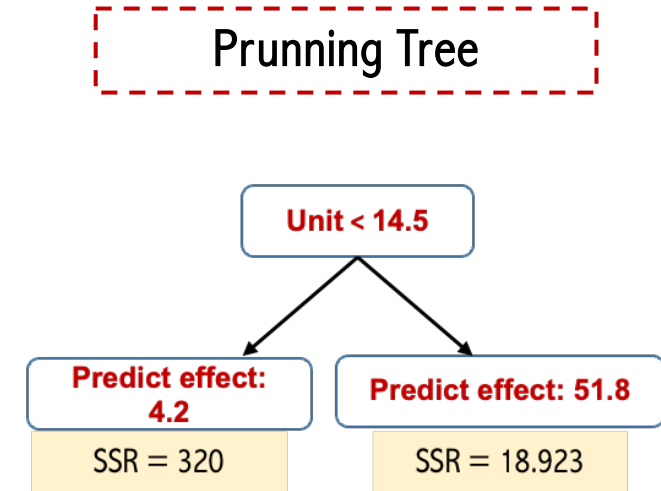 Prunning Tree
Unit < 14.5
Predict effect:
4.2
Predict effect: 51.8
SSR = 320
SSR = 18.923